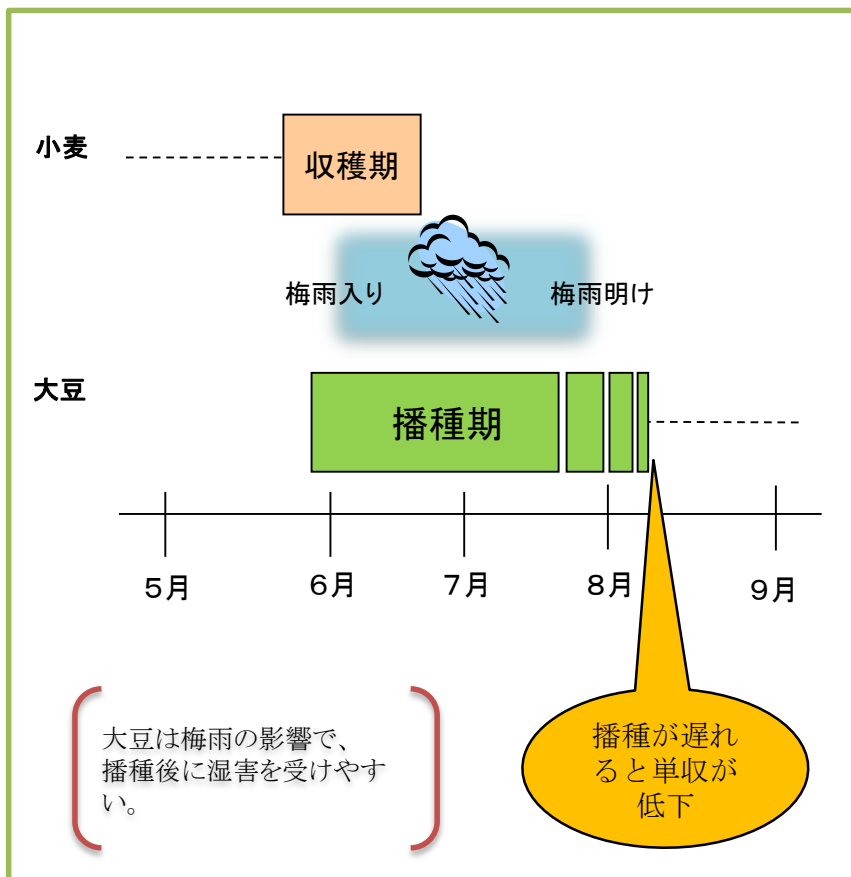 小麦
収穫期
梅雨入り
梅雨明け
大豆
播種期
５月
６月
７月
８月
９月
大豆は梅雨の影響で、
播種後に湿害を受けやす
い。
播種が遅れ
ると単収が
低下